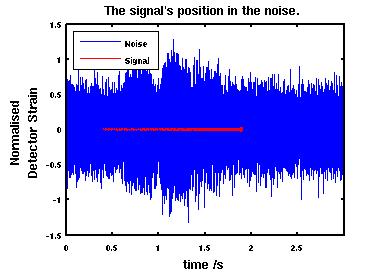 The signal's position in the noise.
Noise
Signal
Normalised
Detector Strain
1.5
1
0.5
0
-0.5
-1
-1.5
0 0.5 1 1.5 2 2.5
time /s